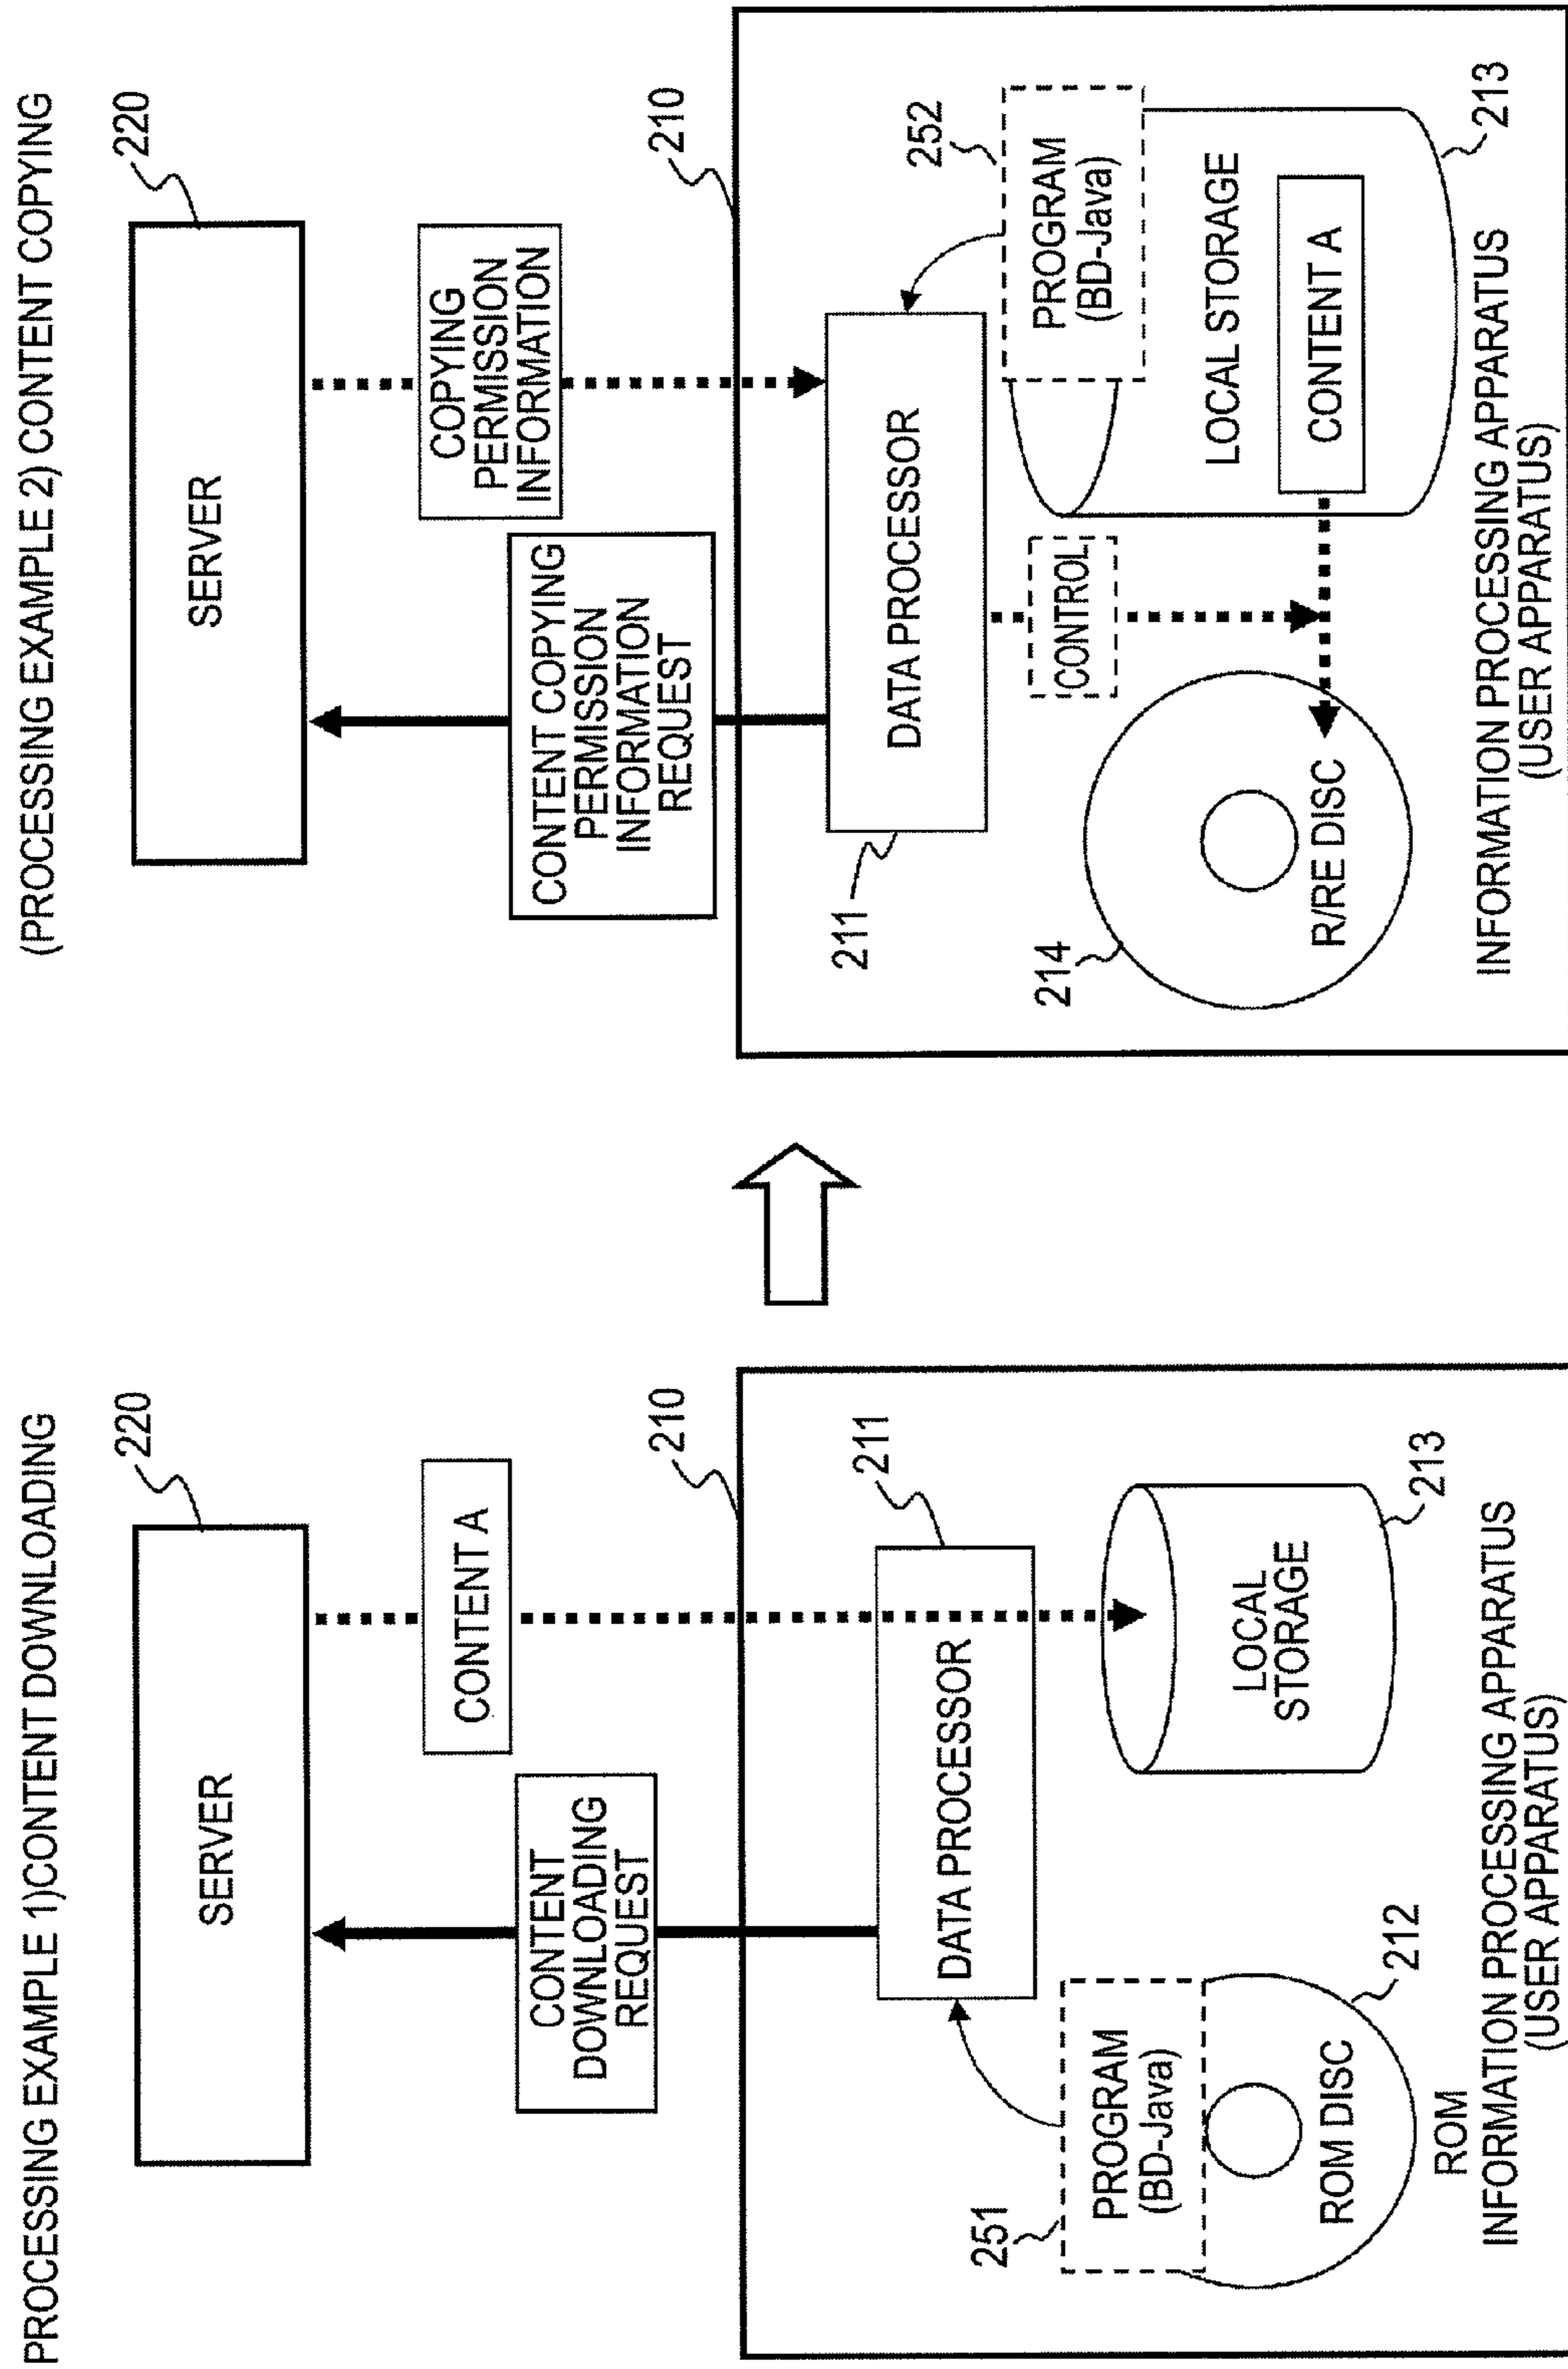 PROCESSING EXAMPLE 1)CONTENT DOWNLOADING
220
SERVER
CONTENT
DOWNLOADING
REQUEST
CONTENT A
210
211
DATA PROCESSOR
251
PROGRAM
(BD-Java)
ROM DISC
212
LOCAL
STORAGE
213
ROM
INFORMATION PROCESSING APPARATUS
(USER APPARATUS)
(PROCESSING EXAMPLE 2) CONTENT COPYING
220
SERVER
CONTENT COPYING
PERMISSION
INFORMATION
REQUEST
COPYING
PERMISSION
INFORMATION
210
DATA PROCESSOR
211
252
PROGRAM
(BD-Java)
CONTROL
214
R/RE DISC
LOCAL STORAGE
CONTENT A
213
INFORMATION PROCESSING APPARATUS
(USER APPARATUS)